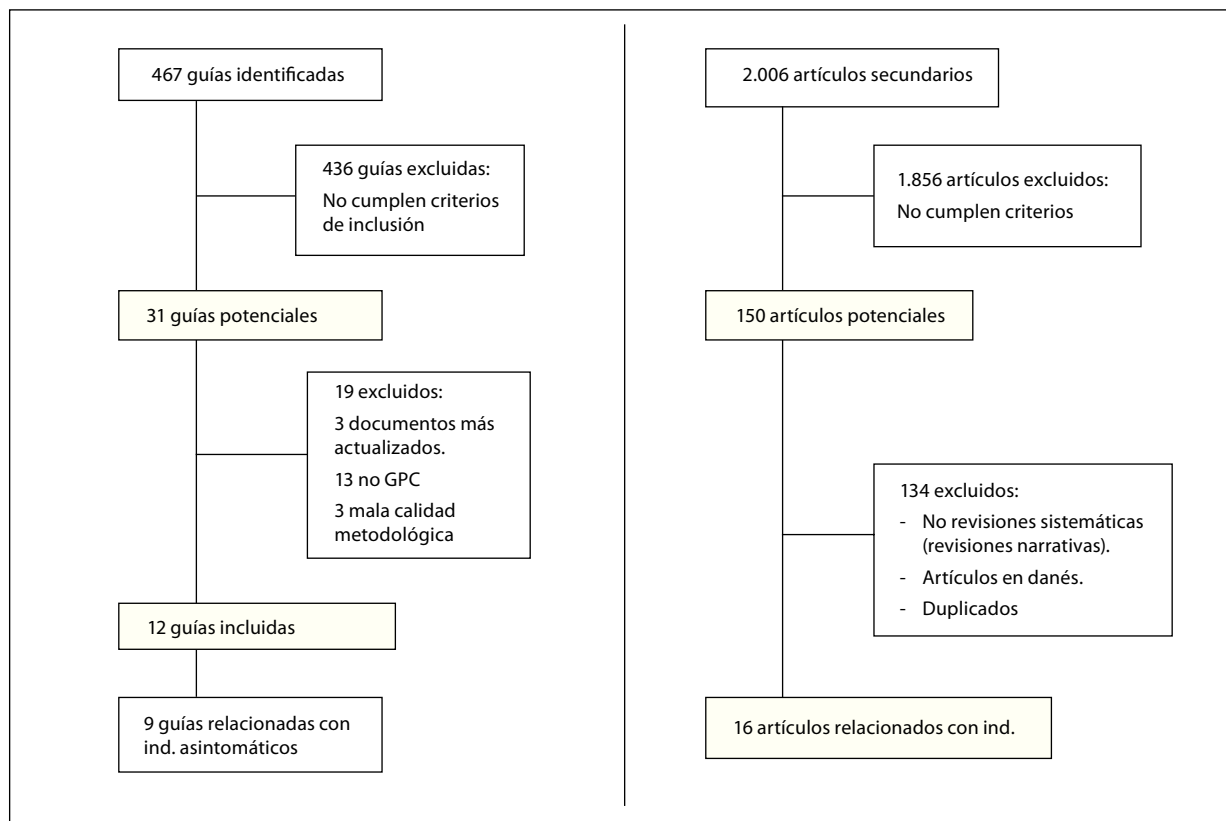 467 guías identificadas
436 guías excluidas:
No cumplen criterios
de inclusión
31 guías potenciales
19 excluidos:
3 documentos más
actualizados.
13 no GPC
3 mala calidad
metodológica
12 guías incluidas
9 guías relacionadas con
ind. asintomáticos
2.006 artículos secundarios
1.856 artículos excluidos:
No cumplen criterios
150 artículos potenciales
134 excluidos:
- No revisiones sistemáticas
(revisiones narrativas).
- Artículos en danés.
- Duplicados
16 artículos relacionados con ind.